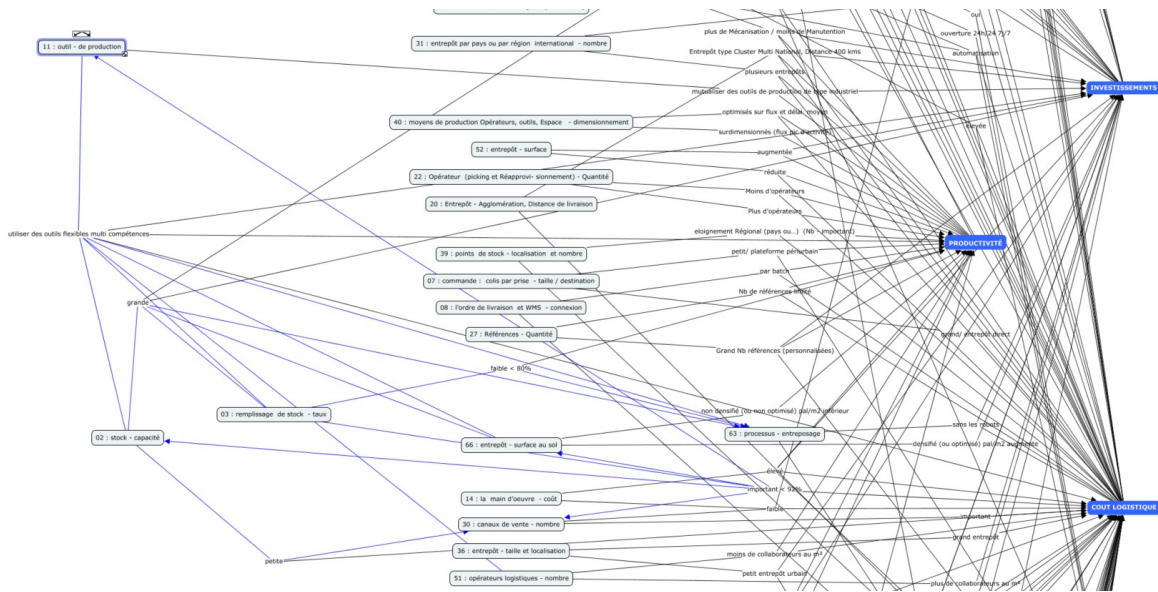 oui
plus de Mécanisation / moins de Manutention
ouverture 24h/24 7j/7
31 : entrepôt par pays ou par région international - nombre
11 : outil - de production
Entrepôt type Cluster Multi National, Distance 400 kms
automatisation
plusieurs entrepôts
INVESTISSEMENTS
mutualiser des outils de production de type industriel
optimisés sur flux et délai moyen
40 : moyens de production Opérateurs, outils, Espace - dimensionnement
élevée
surdimensionnés (flux pic d'activité)
52 : entrepôt - surface
augmentée
réduite
22 : Opérateur (picking et Réapprovi- sionnement) - Quantité
Moins d'opérateurs
20 : Entrepôt - Agglomération, Distance de livraison
Plus d'opérateurs
utiliser des outils flexibles multi compétences
eloignement Régional (pays ou...) (Nb - important)
PRODUCTIVITÉ
39 : points de stock - localisation et nombre
petit/ plateforme périurbain
par batch
07 : commande : colis par prise - taille / destination
Nb de références limité
grande
08 : l'ordre de livraison et WMS - connexion
27 : Références - Quantité
grand/ entrepôt direct
Grand Nb références (personnalisées)
faible < 80%
03 : remplissage de stock - taux
non densifié (ou non optimisé) pal/m2 inférieur
sans les robots
02 : stock - capacité
63 : processus - entreposage
66 : entrepôt - surface au sol
densifié (ou optimisé) pal/m2 augmenté
élevé
important < 92%
14 : la main d'oeuvre - coût
faible
COUT LOGISTIQUE
important
30 : canaux de vente - nombre
grand entrepôt
36 : entrepôt - taille et localisation
moins de collaborateurs au m²
petite
petit entrepôt urbain
51 : opérateurs logistiques - nombre
plus de collaborateurs au m²